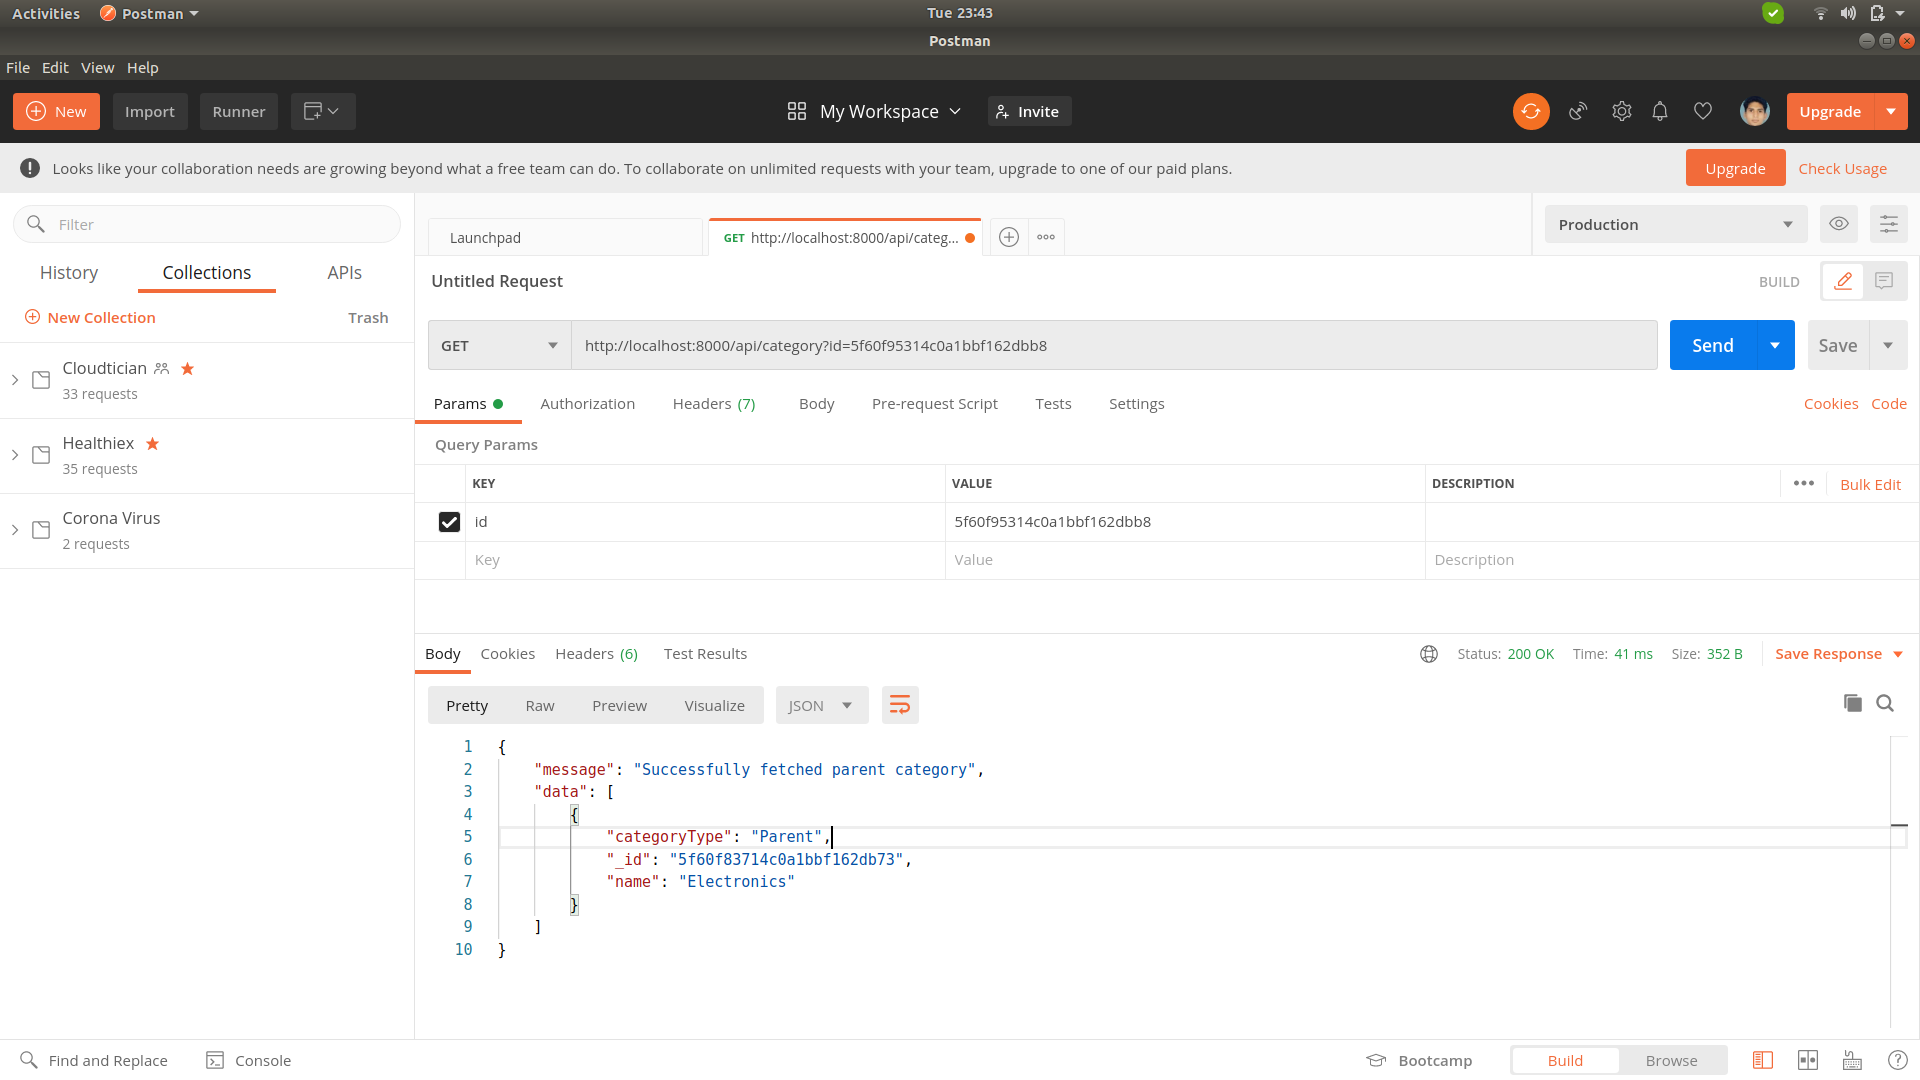 Activities Postman Tue 23:43
Postman
File Edit View Help
New Import Runner My Workspace Invite Upgrade
Looks like your collaboration needs are growing beyond what a free team can do. To collaborate on unlimited requests with your team, upgrade to one of our paid plans. Upgrade Check Usage
Filter
History Collections APIs
New Collection Trash
Cloudtician
33 requests
Healthiex
35 requests
Corona Virus
2 requests
Launchpad GET http://localhost:8000/api/categ... Production
Untitled Request BUILD
GET http://localhost:8000/api/category?id=5f60f95314c0a1bbf162dbb8 Send Save
Params Authorization Headers (7) Body Pre-request Script Tests Settings Cookies Code
Query Params
KEY VALUE DESCRIPTION ••• Bulk Edit
id 5f60f95314c0a1bbf162dbb8
Key Value Description
Body Cookies Headers (6) Test Results Status: 200 OK Time: 41 ms Size: 352 B Save Response
Pretty Raw Preview Visualize JSON
1 {
2 "message": "Successfully fetched parent category",
3 "data": [
4 {
5 "categoryType": "Parent",
6 "_id": "5f60f83714c0a1bbf162db73",
7 "name": "Electronics"
8 }
9 ]
10 }
Find and Replace Console Bootcamp Build Browse